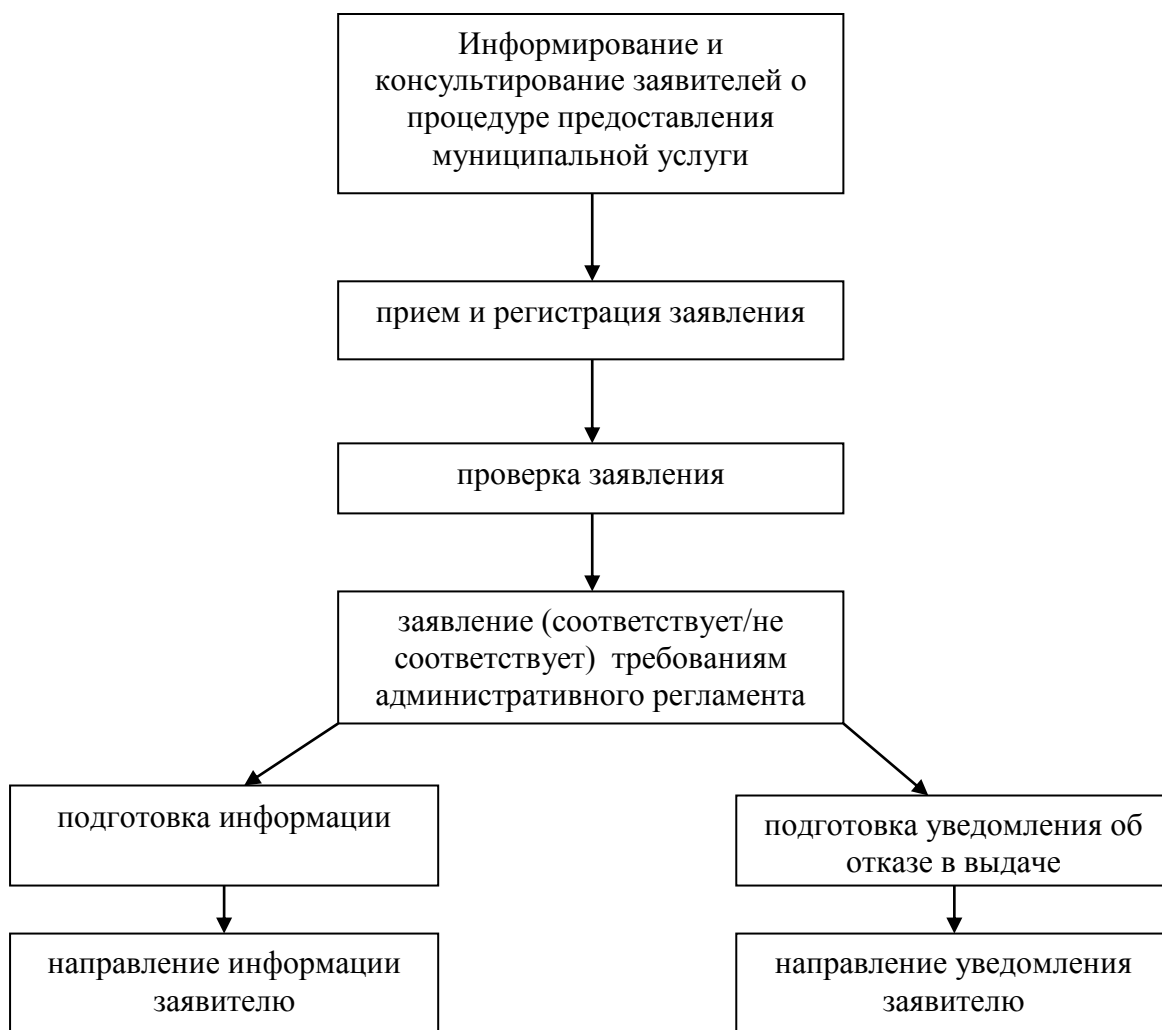 Информирование и
консультирование заявителей о
процедуре предоставления
муниципальной услуги
прием и регистрация заявления
проверка заявления
заявление (соответствует/не
соответствует)  требованиям
административного регламента
подготовка информации
подготовка уведомления об
отказе в выдаче
направление информации
заявителю
направление уведомления
заявителю